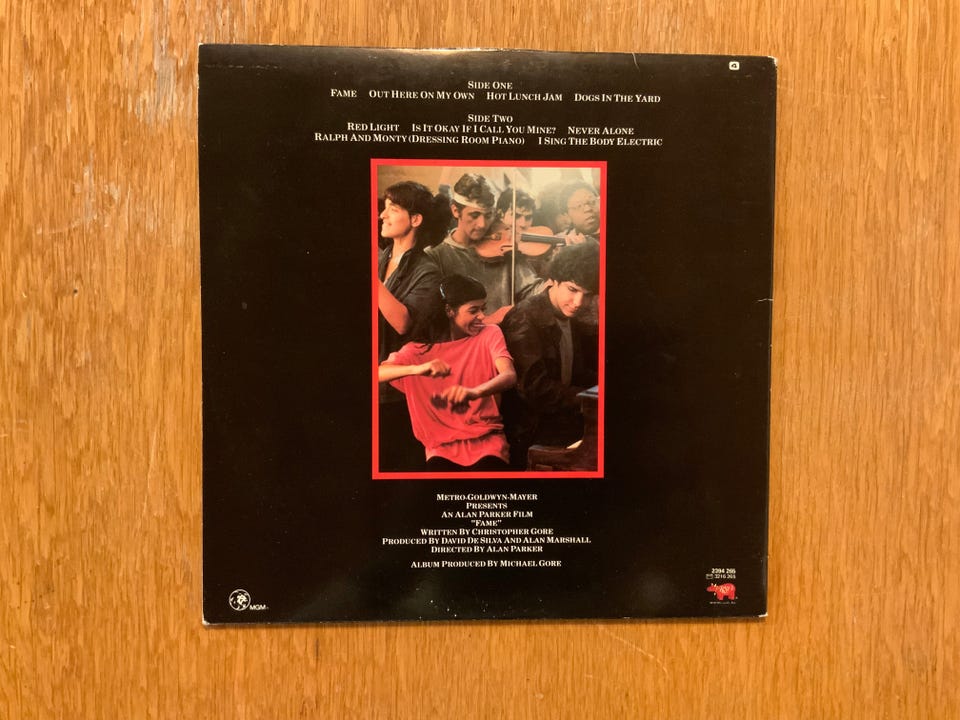 4
SIDE ONE
FAME OUT HERE ON MY OWN HOT LUNCH JAM DOGS IN THE YARD
SIDE TWO
RED LIGHT IS IT OKAY IF I CALL YOU MINE? NEVER ALONE
RALPH AND MONTY (DRESSING ROOM PIANO) I SING THE BODY ELECTRIC
METRO-GOLDWYN-MAYER
PRESENTS
AN ALAN PARKER FILM
"FAME"
WRITTEN BY CHRISTOPHER GORE
PRODUCED BY DAVID DE SILVA AND ALAN MARSHALL
DIRECTED BY ALAN PARKER
ALBUM PRODUCED BY MICHAEL GORE
2394 265
3216 265
RSO
MGM